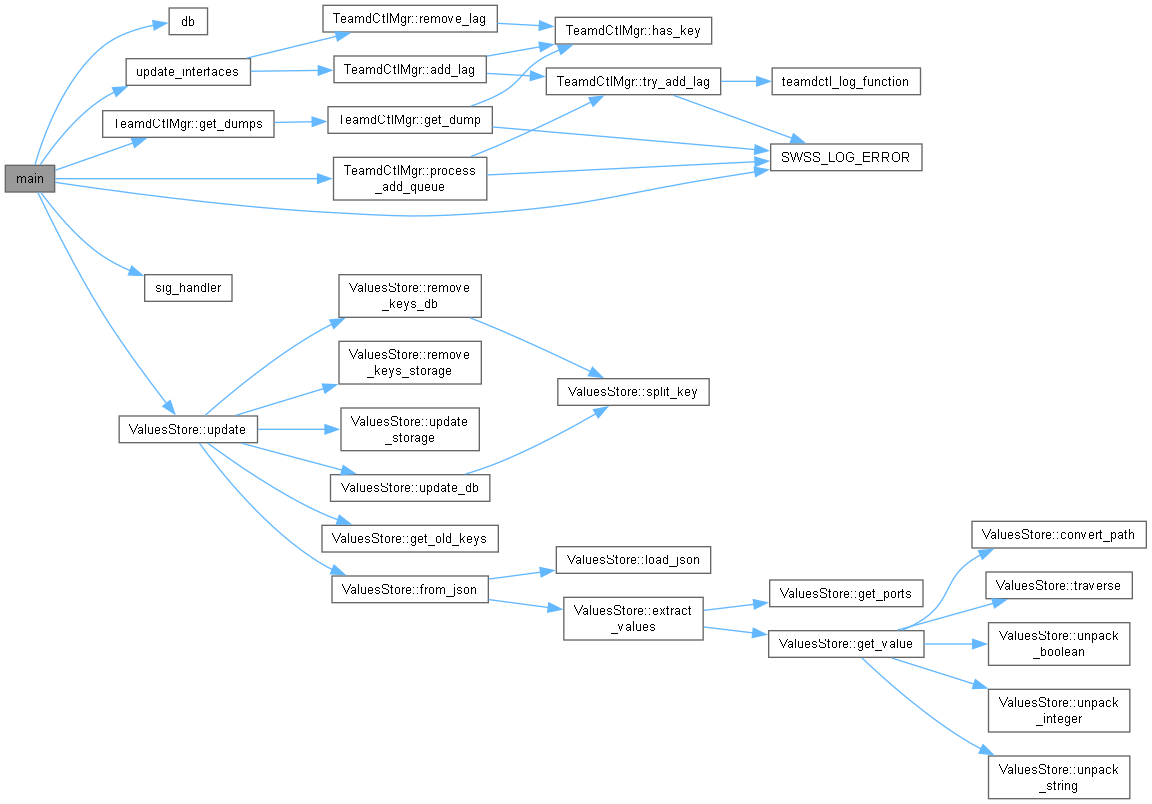 main
db
update_interfaces
TeamdCtlMgr::get_dumps
TeamdCtlMgr::remove_lag
TeamdCtlMgr::add_lag
TeamdCtlMgr::get_dump
TeamdCtlMgr::process
_add_queue
TeamdCtlMgr::has_key
TeamdCtlMgr::try_add_lag
teamdctl_log_function
SWSS_LOG_ERROR
sig_handler
ValuesStore::update
ValuesStore::remove
_keys_db
ValuesStore::remove
_keys_storage
ValuesStore::update
_storage
ValuesStore::update_db
ValuesStore::get_old_keys
ValuesStore::from_json
ValuesStore::split_key
ValuesStore::load_json
ValuesStore::extract
_values
ValuesStore::get_ports
ValuesStore::get_value
ValuesStore::convert_path
ValuesStore::traverse
ValuesStore::unpack
_boolean
ValuesStore::unpack
_integer
ValuesStore::unpack
_string